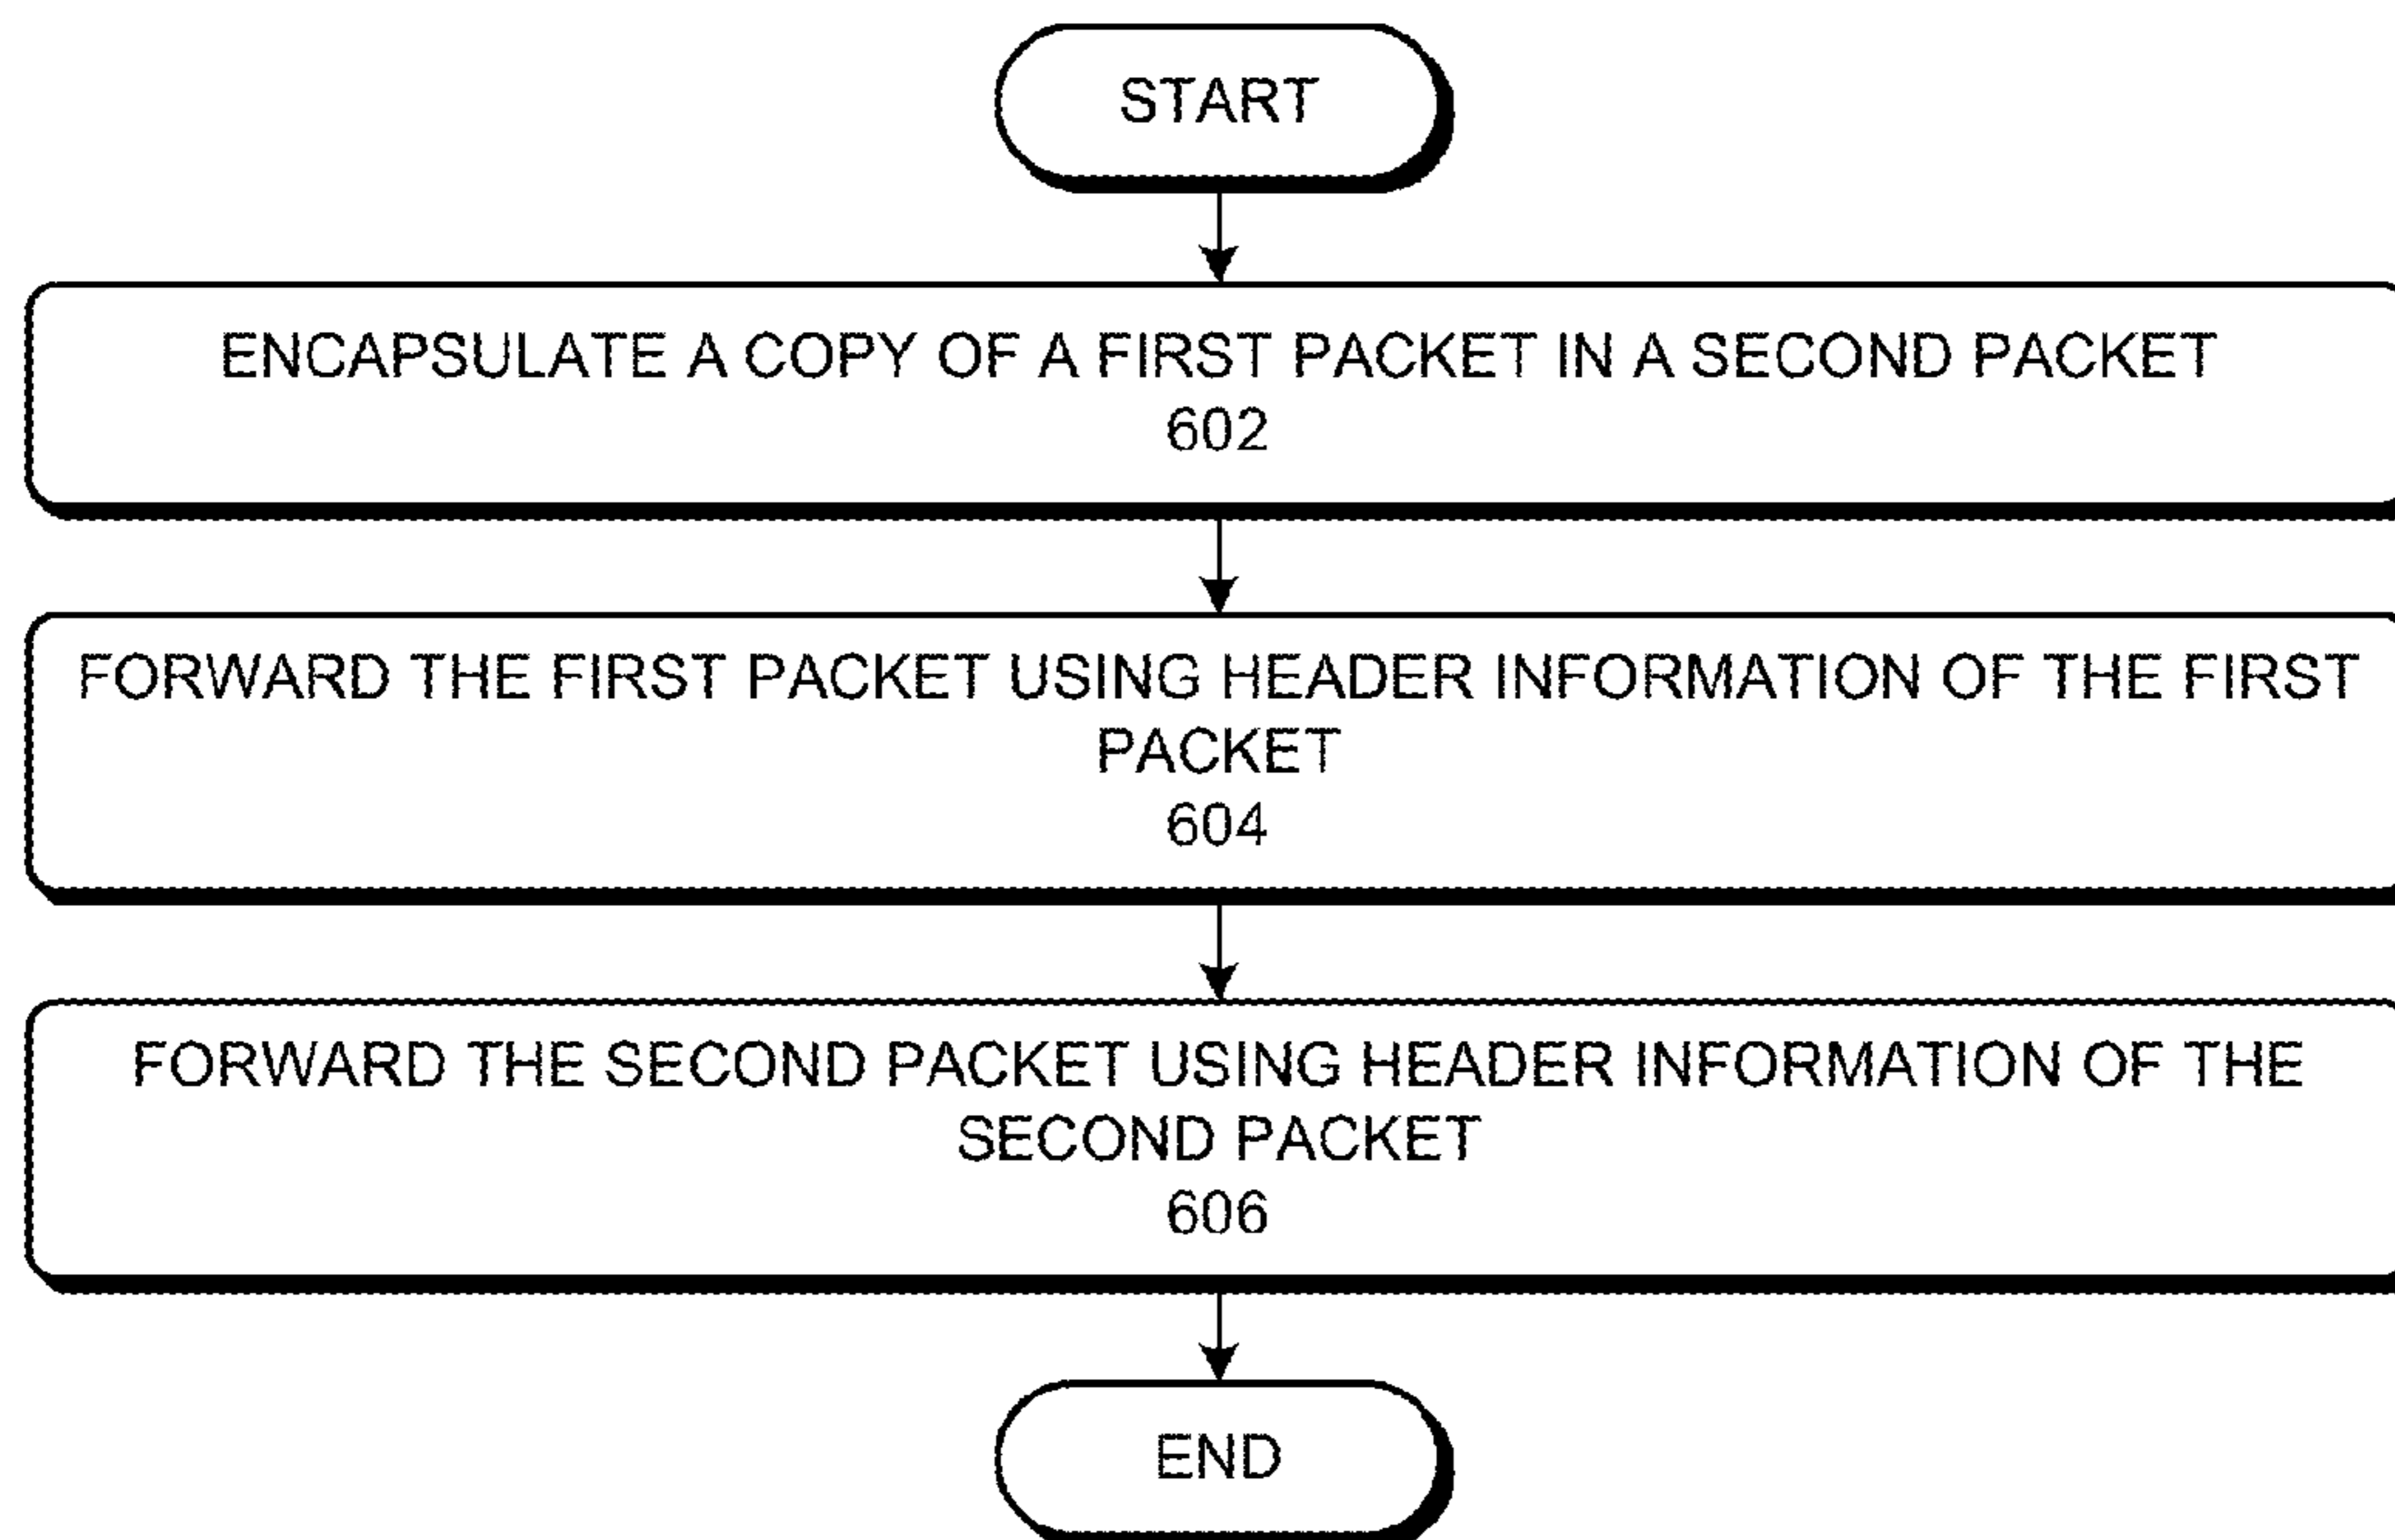 START
ENCAPSULATE A COPY OF A FIRST PACKET IN A SECOND PACKET
602
FORWARD THE FIRST PACKET USING HEADER INFORMATION OF THE FIRST
PACKET
604
FORWARD THE SECOND PACKET USING HEADER INFORMATION OF THE
SECOND PACKET
606
END